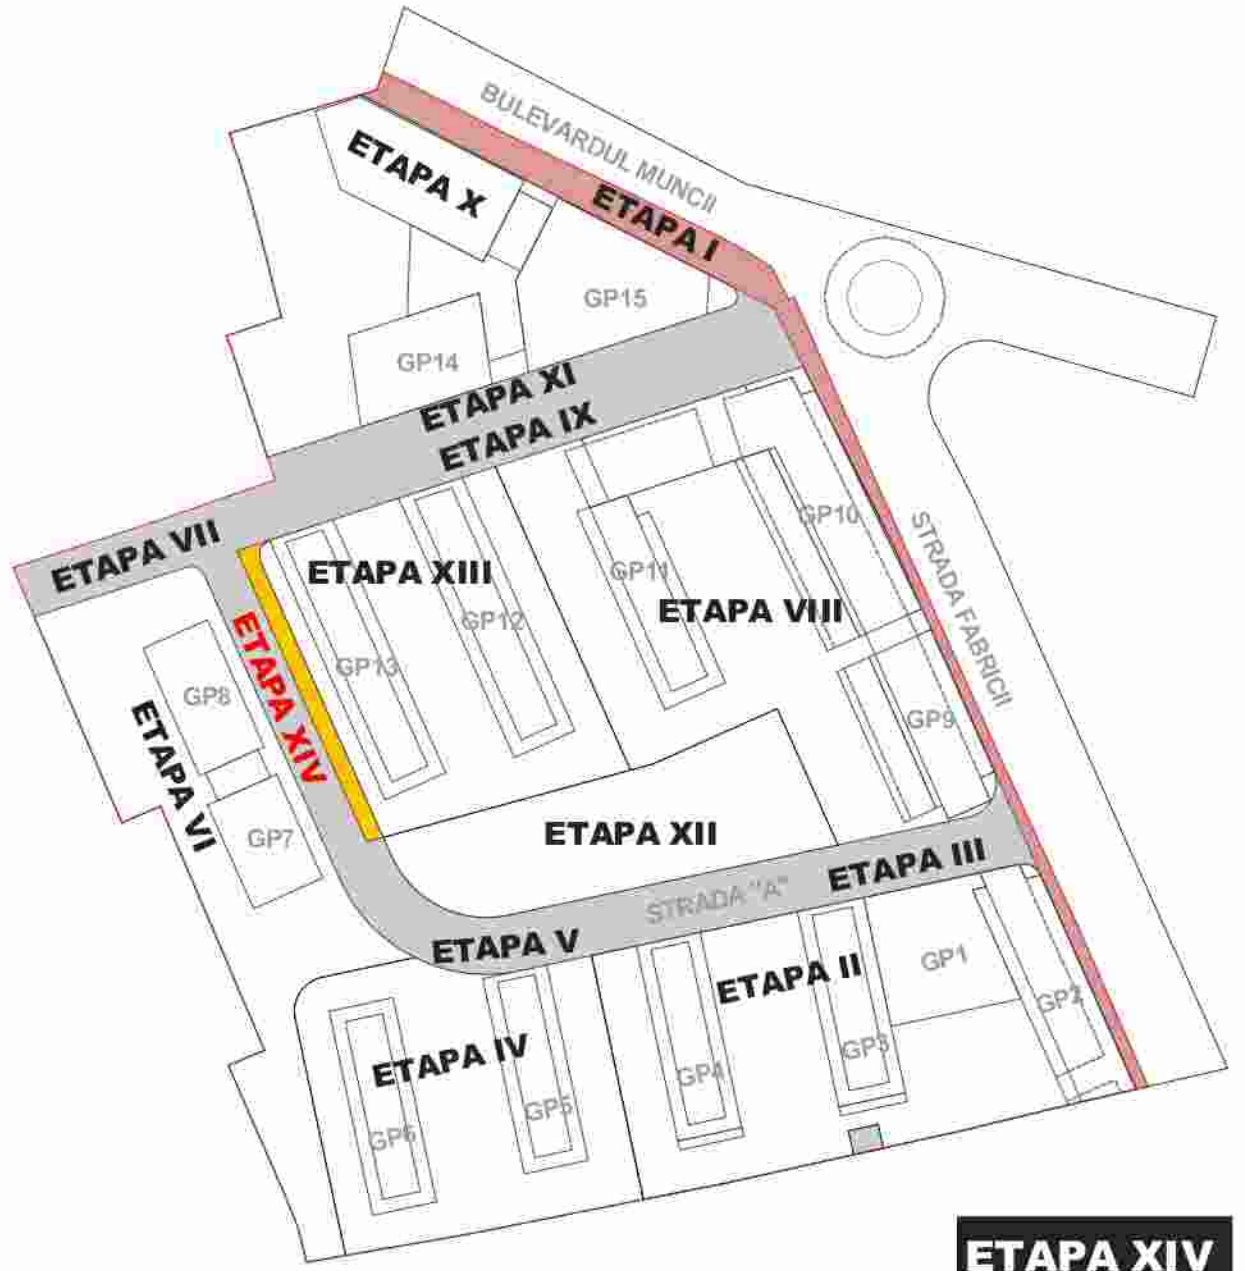 BULEVARDUL MUNCII
ETAPA X
ETAPA I
GP15
GP14
ETAPA XI
ETAPA IX
ETAPA VII
GP10
STRADA FABRICII
ETAPA XIII
GP11
ETAPA VIII
GP12
GP13
ETAPA XIV
GP8
GP9
ETAPA VI
GP7
ETAPA XII
ETAPA III
STRADA "A"
ETAPA V
GP1
ETAPA II
GP2
ETAPA IV
GP3
GP4
GP5
GP6
ETAPA XIV